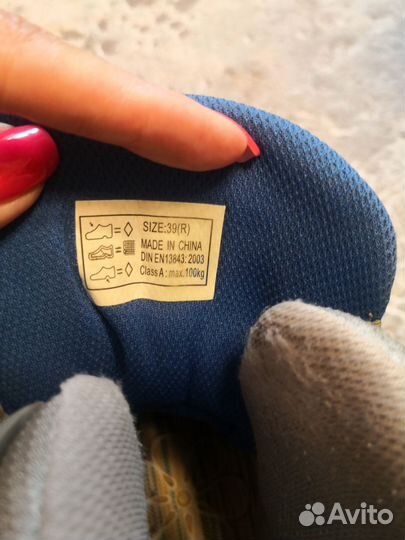 SIZE:39(R)
MADE IN CHINA
DIN EN13843: 2003
Class A : max. 100kg
Avito